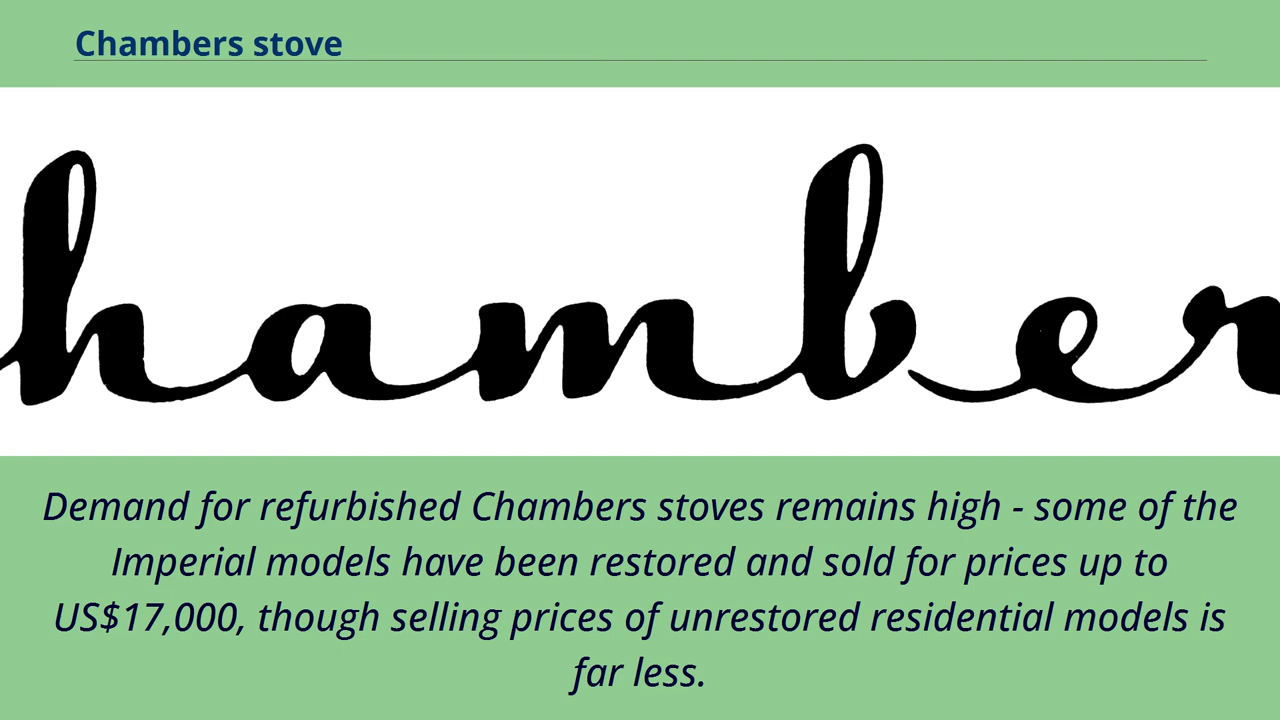 Chambers stove
hamber
Demand for refurbished Chambers stoves remains high - some of the
Imperial models have been restored and sold for prices up to
US$17,000, though selling prices of unrestored residential models is
far less.